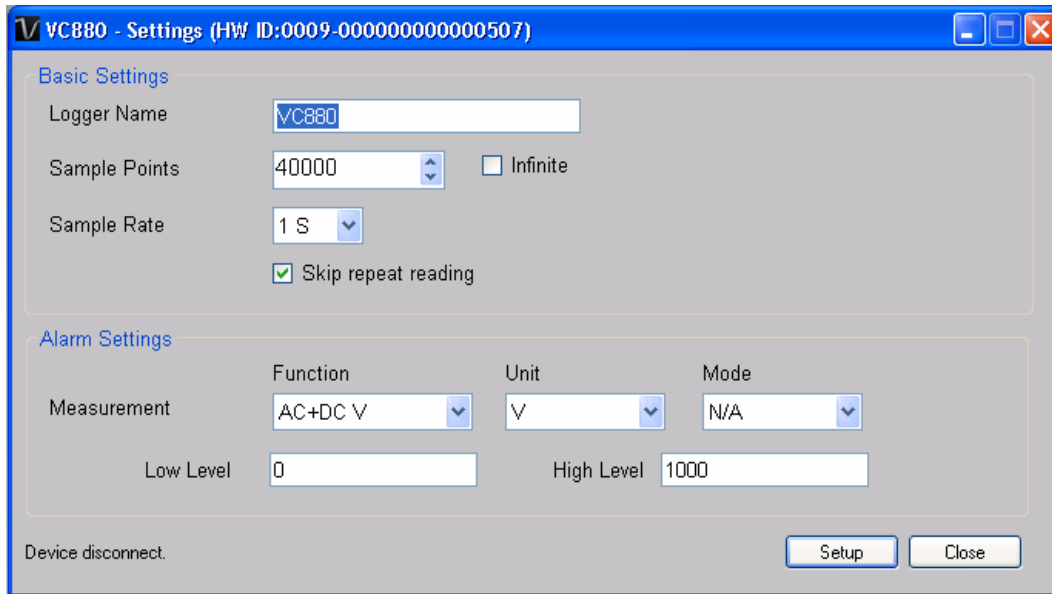 VC880 - Settings (HW ID:0009-000000000000507)
Basic Settings
Logger Name VC880
Sample Points 40000 Infinite
Sample Rate 1 S
Skip repeat reading
Alarm Settings
Function Unit Mode
Measurement AC+DC V V N/A
Low Level 0 High Level 1000
Device disconnect. Setup Close